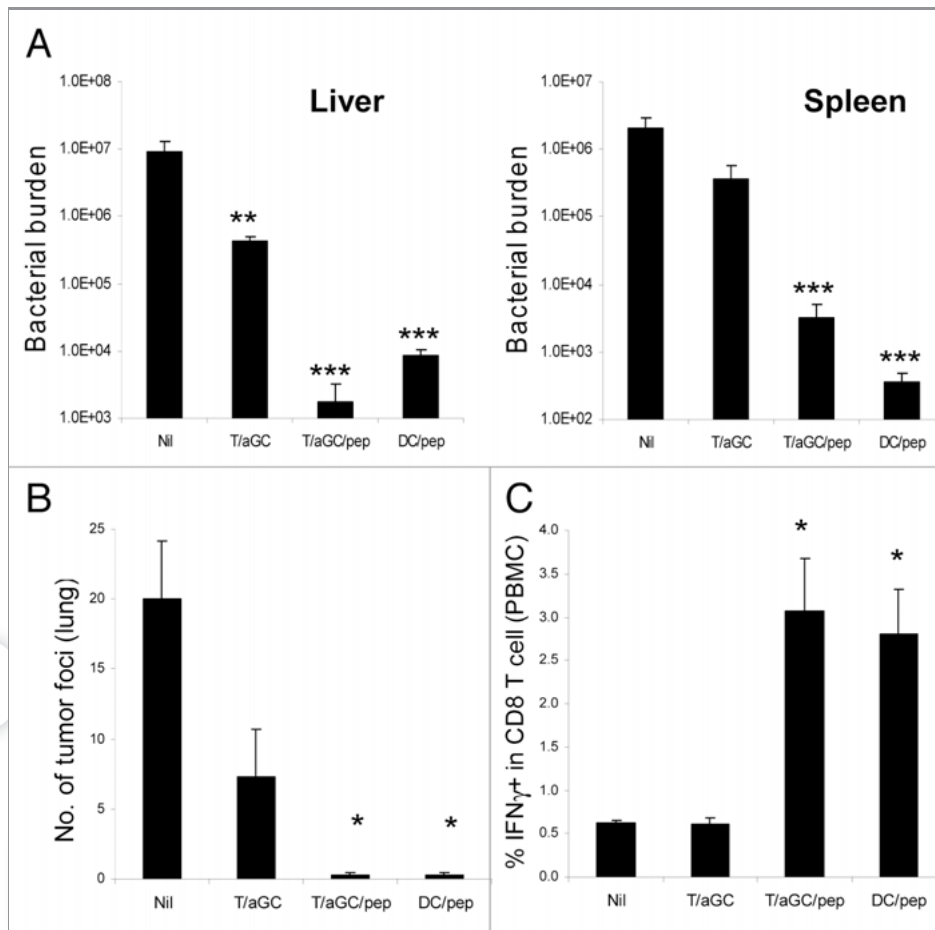 A
Liver
Bacterial burden
1.0E+08
1.0E+07
1.0E+06
1.0E+05
1.0E+04
1.0E+03
**
***
***
Nil
T/aGC
T/aGC/pep
DC/pep
Spleen
Bacterial burden
1.0E+07
1.0E+06
1.0E+05
1.0E+04
1.0E+03
1.0E+02
***
***
Nil
T/aGC
T/aGC/pep
DC/pep
B
No. of tumor foci (lung)
25
20
15
10
5
0
*
*
Nil
T/aGC
T/aGC/pep
DC/pep
C
% IFNγ+ in CD8 T cell (PBMC)
4.0
3.5
3.0
2.5
2.0
1.5
1.0
0.5
0.0
*
*
Nil
T/aGC
T/aGC/pep
DC/pep